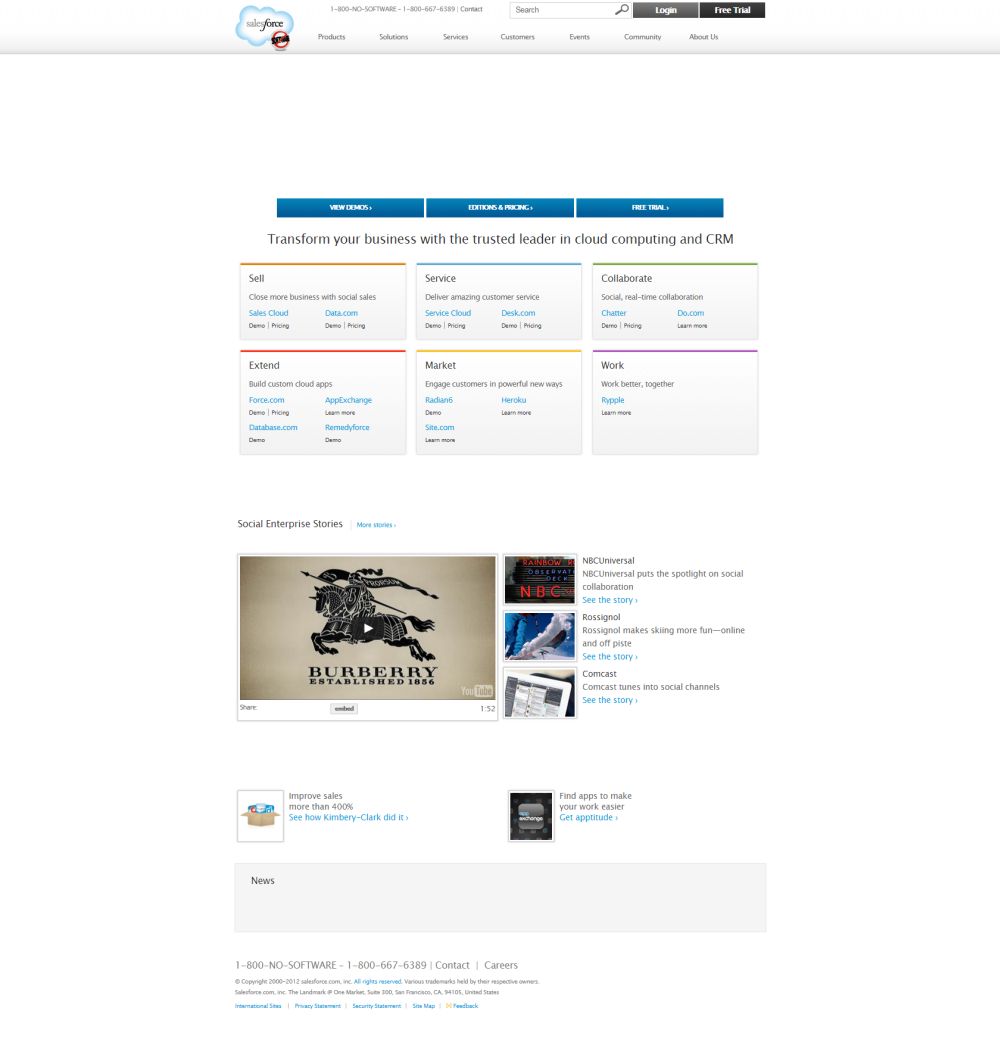 salesforce
1-800-NO-SOFTWARE - 1-800-667-6389 | Contact
Search
Login
Free Trial
Products
Solutions
Services
Customers
Events
Community
About Us
VIEW DEMOS ›
EDITIONS & PRICING ›
FREE TRIAL ›
Transform your business with the trusted leader in cloud computing and CRM
Sell
Close more business with social sales
Sales Cloud Data.com
Demo | Pricing Demo | Pricing
Service
Deliver amazing customer service
Service Cloud Desk.com
Demo | Pricing Demo | Pricing
Collaborate
Social, real-time collaboration
Chatter Do.com
Demo | Pricing Learn more
Extend
Build custom cloud apps
Force.com AppExchange
Demo | Pricing Learn more
Database.com Remedyforce
Demo Demo
Market
Engage customers in powerful new ways
Radian6 Heroku
Demo Learn more
Site.com
Learn more
Work
Work better, together
Rypple
Learn more
Social Enterprise Stories | More stories ›
PRORSUM
BURBERRY
ESTABLISHED 1856
YouTube
Share: embed 1:52
RAINBOW R
OBSERVAT
DECK
NBC
NBCUniversal
NBCUniversal puts the spotlight on social
collaboration
See the story ›
Rossignol
Rossignol makes skiing more fun—online
and off piste
See the story ›
Comcast
Comcast tunes into social channels
See the story ›
Improve sales
more than 400%
See how Kimbery-Clark did it ›
exchange
Find apps to make
your work easier
Get apptitude ›
News
1-800-NO-SOFTWARE - 1-800-667-6389 | Contact | Careers
© Copyright 2000-2012 salesforce.com, inc. All rights reserved. Various trademarks held by their respective owners.
Salesforce.com, inc. The Landmark @ One Market, Suite 300, San Francisco, CA, 94105, United States
International Sites | Privacy Statement | Security Statement | Site Map | Feedback